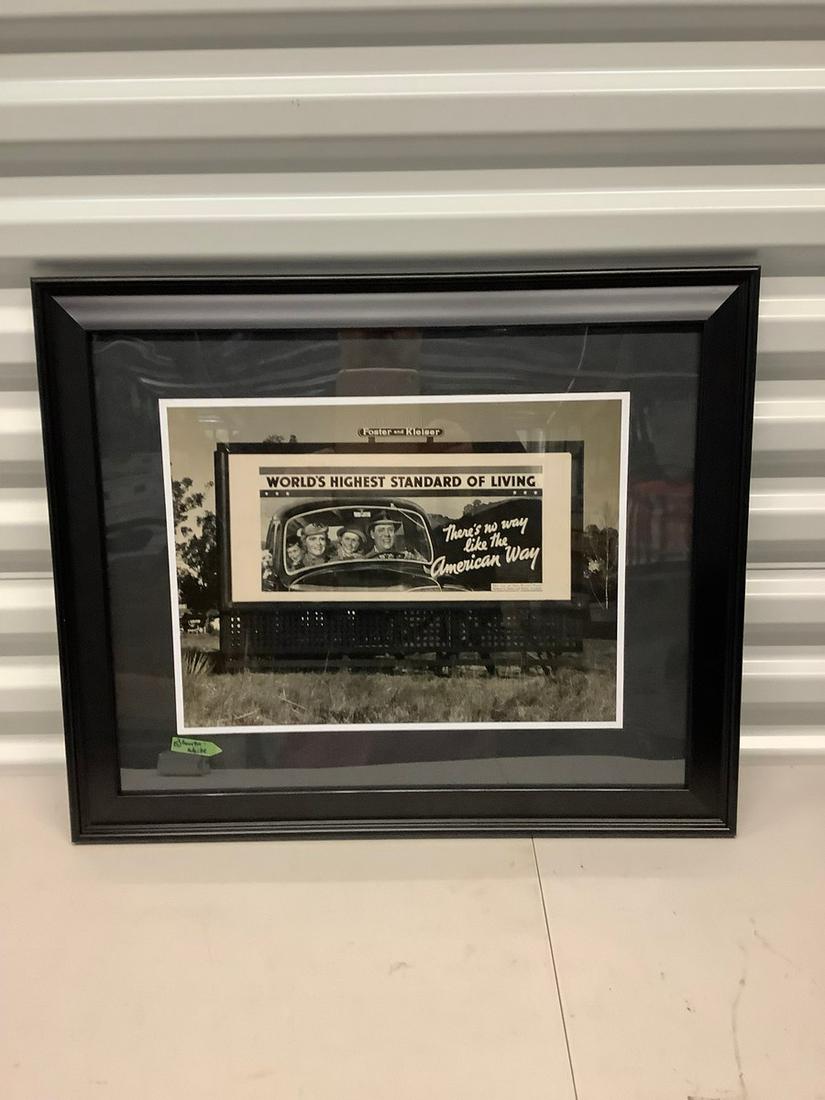 Foster and Kleiser
WORLD'S HIGHEST STANDARD OF LIVING
There's no way
like the
American Way